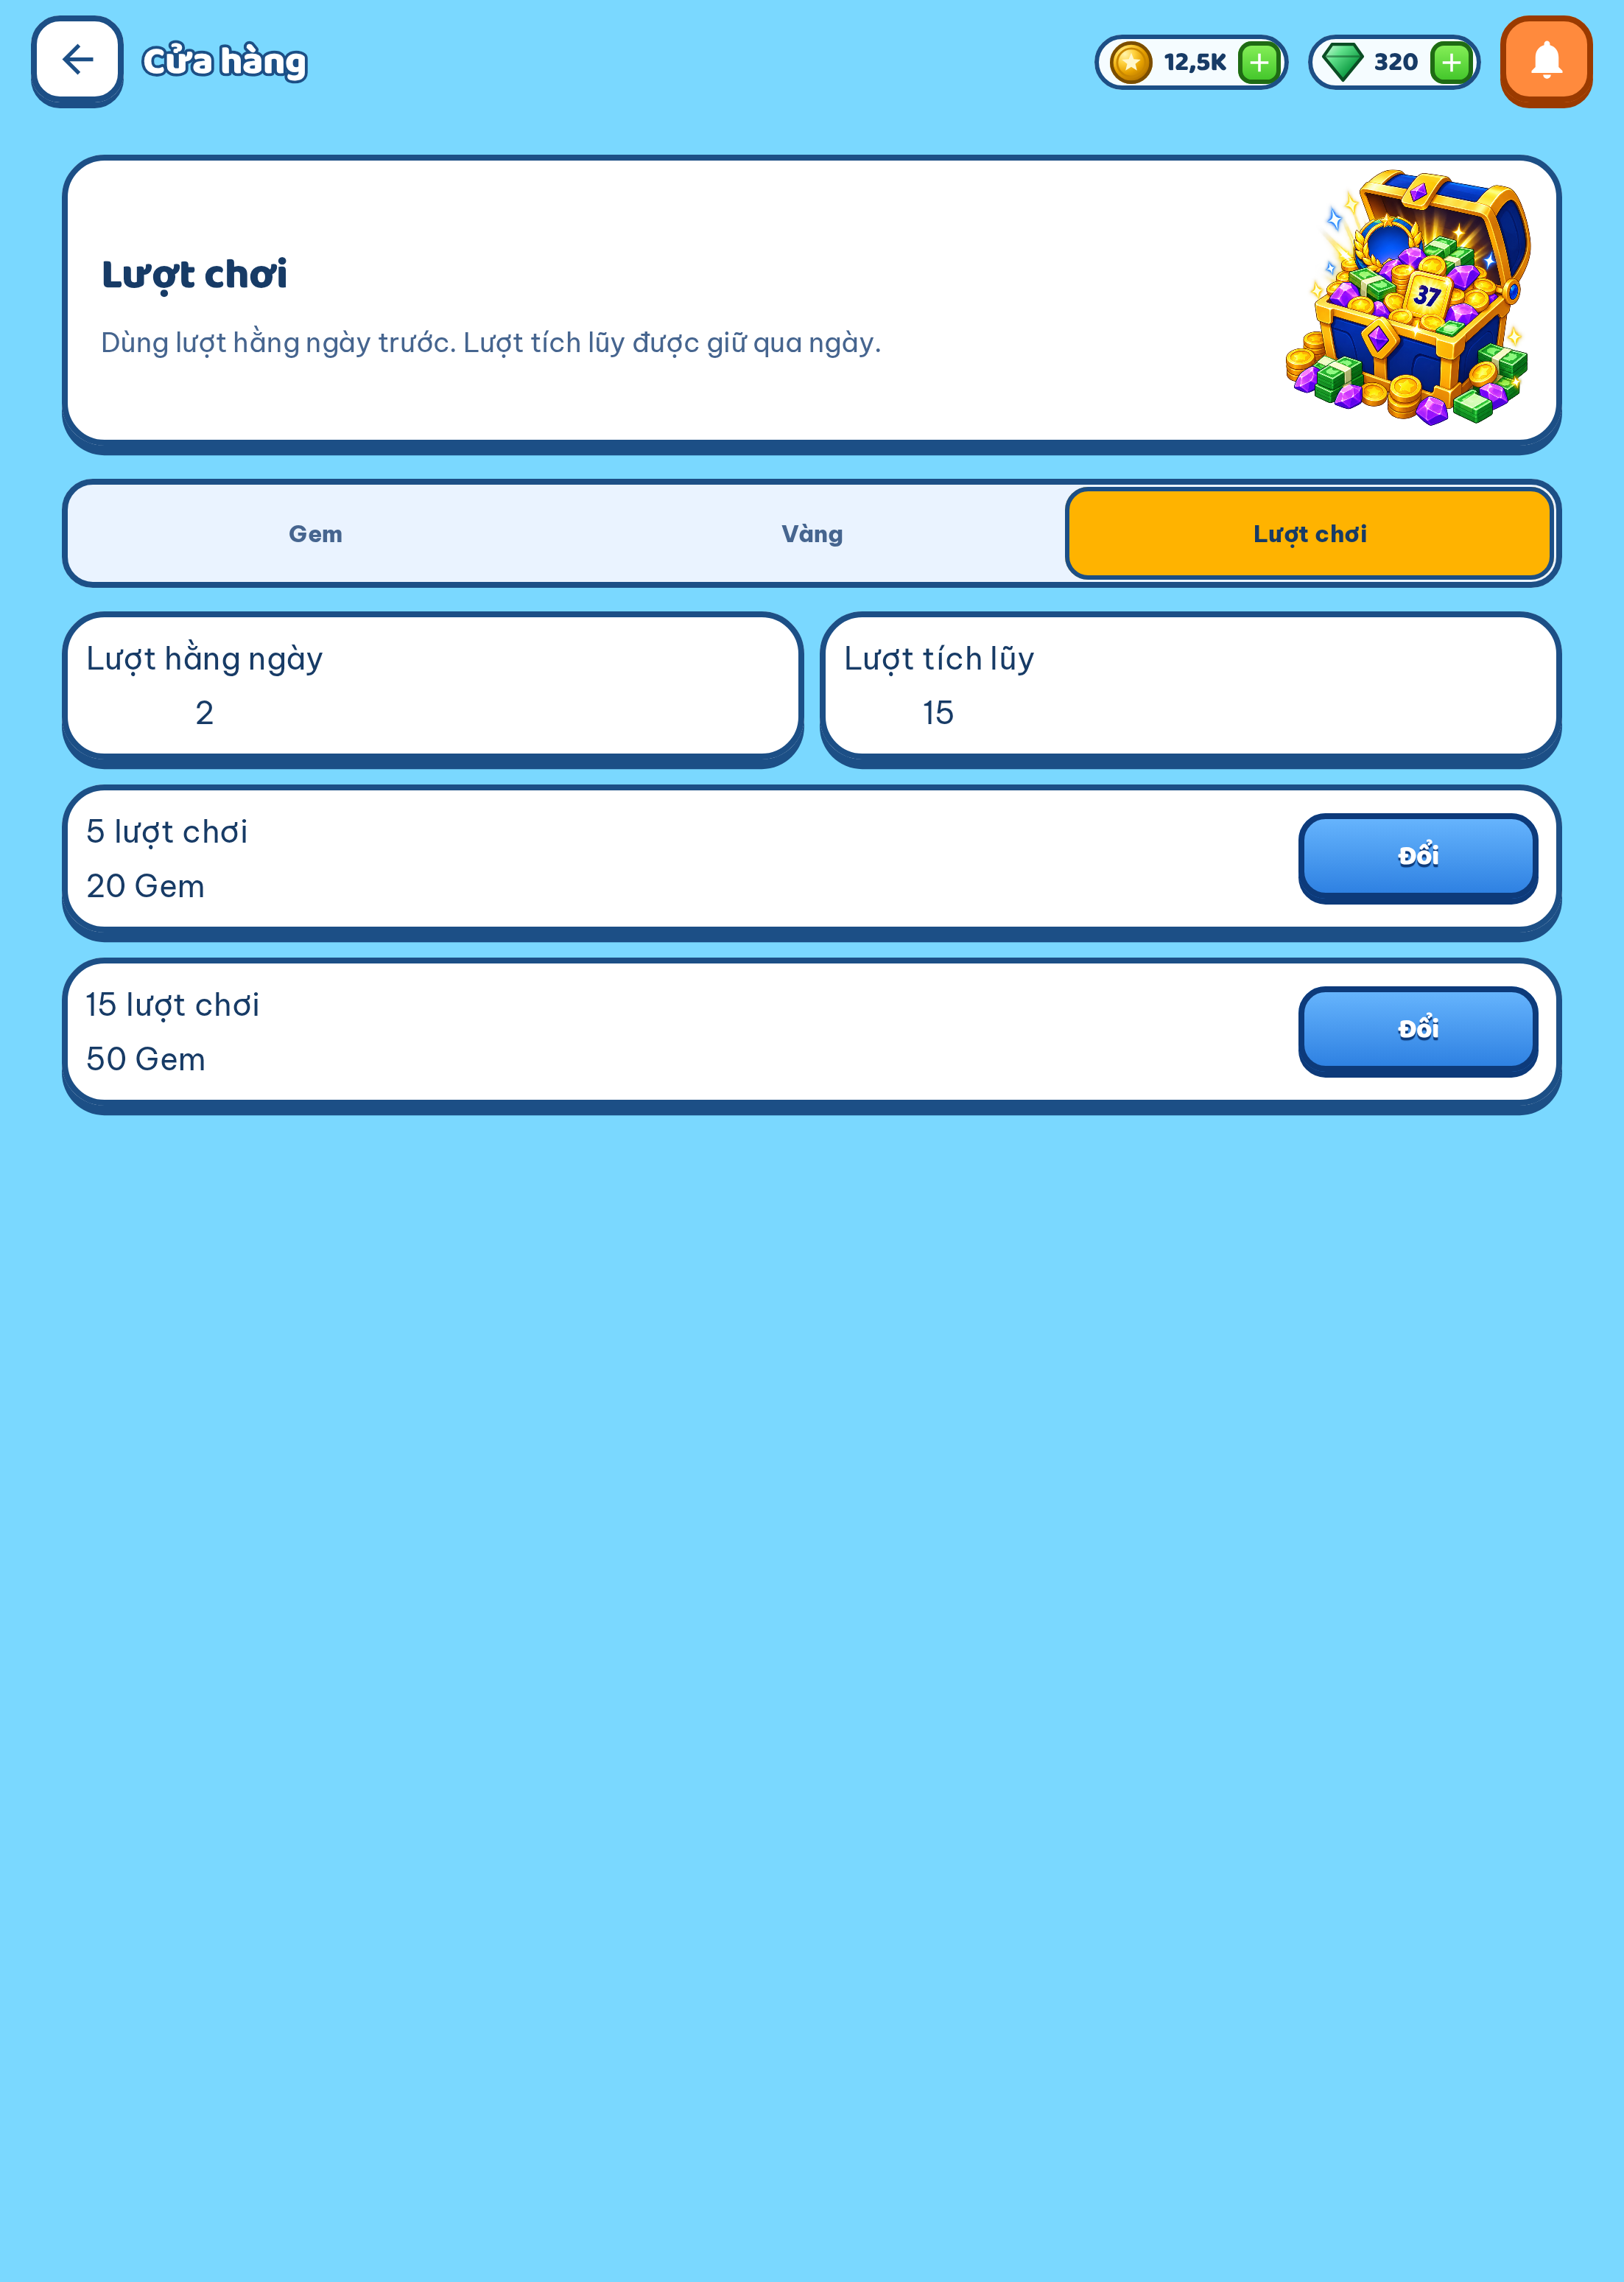 Cửa hàng
12,5K
320
Lượt chơi
Dùng lượt hằng ngày trước. Lượt tích lũy được giữ qua ngày.
37
Gem
Vàng
Lượt chơi
Lượt hằng ngày
2
Lượt tích lũy
15
5 lượt chơi
20 Gem
Đổi
15 lượt chơi
50 Gem
Đổi